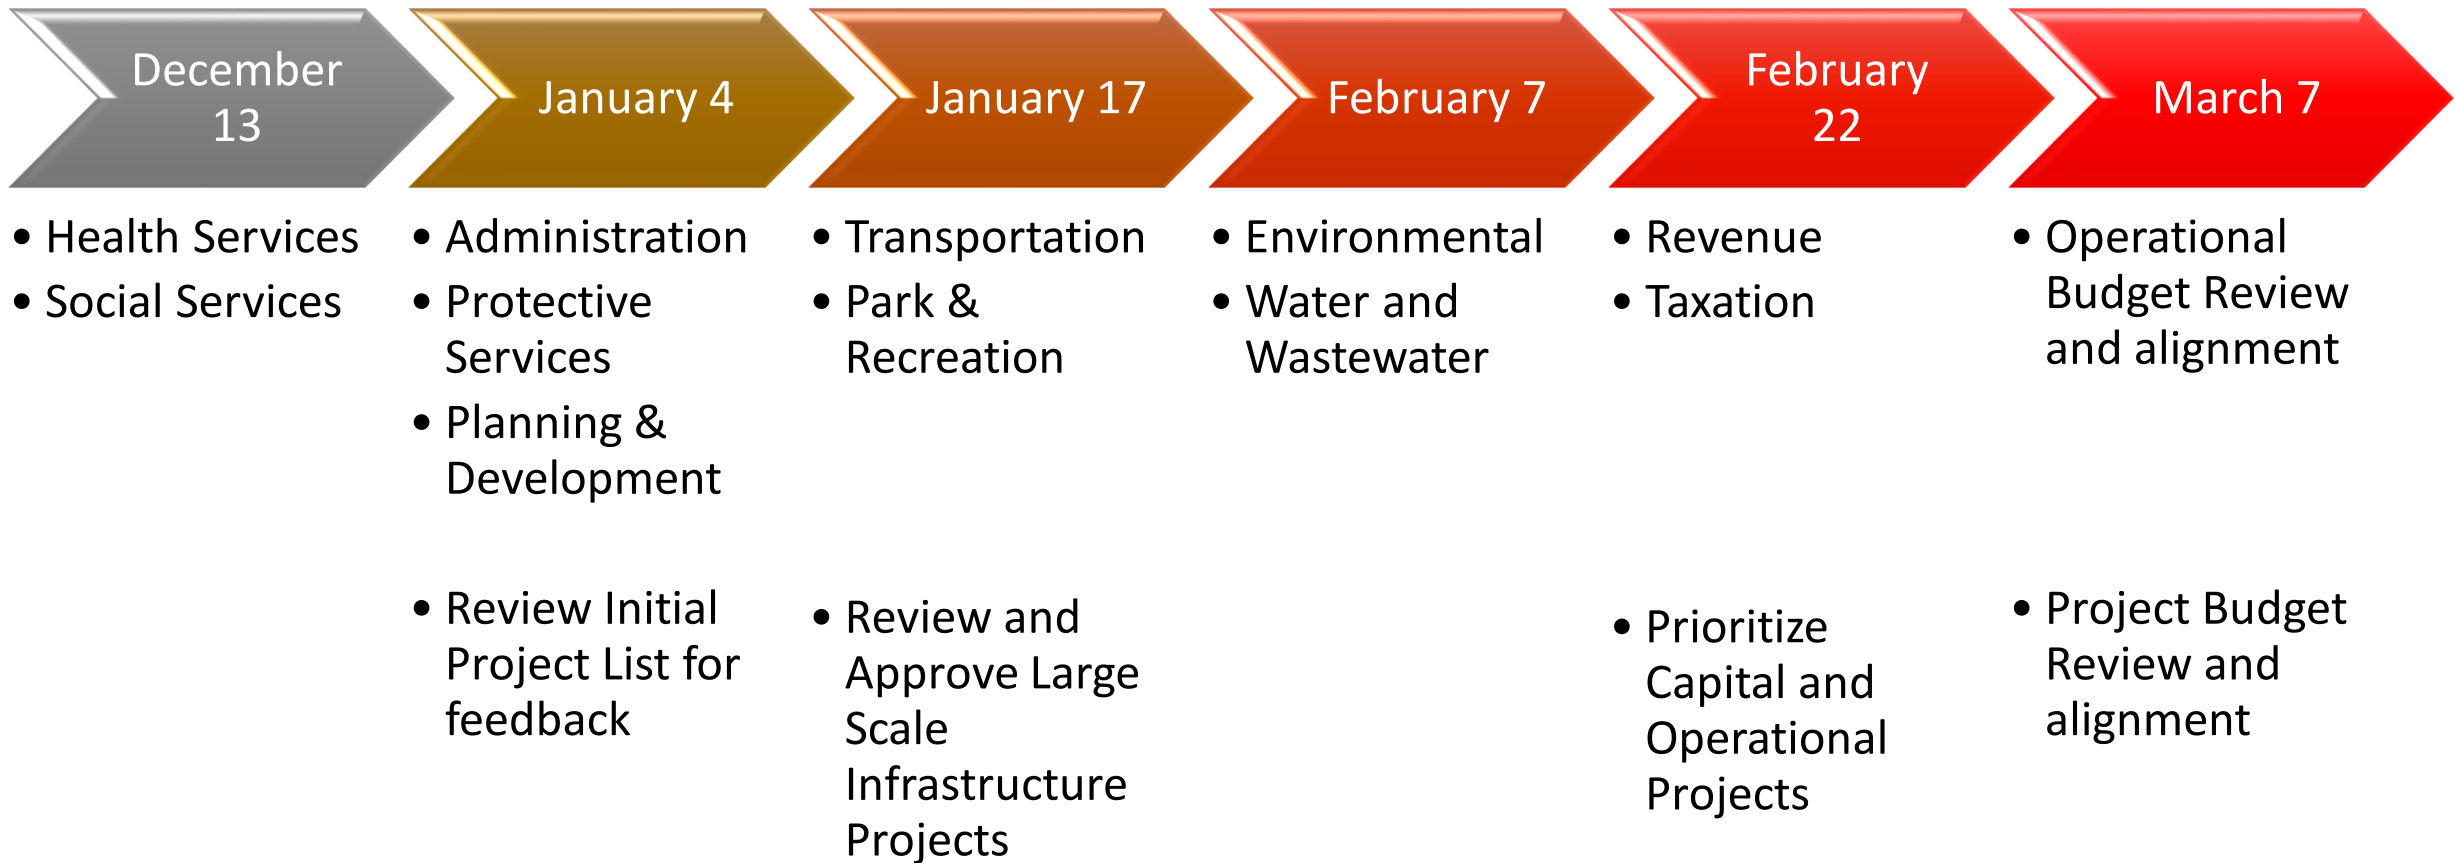 December
13
• Health Services
• Social Services
January 4
• Administration
• Protective
Services
• Planning &
Development
• Review Initial
Project List for
feedback
January 17
• Transportation
• Park &
Recreation
• Review and
Approve Large
Scale
Infrastructure
Projects
February 7
• Environmental
• Water and
Wastewater
February
22
• Revenue
• Taxation
• Prioritize
Capital and
Operational
Projects
March 7
• Operational
Budget Review
and alignment
• Project Budget
Review and
alignment